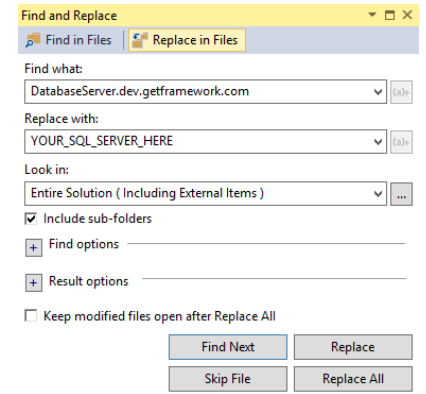 Find and Replace
Find in Files Replace in Files
Find what:
DatabaseServer.dev.getframework.com
(a)+
Replace with:
YOUR_SQL_SERVER_HERE
(a)+
Look in:
Entire Solution ( Including External Items )
...
Include sub-folders
+ Find options
+ Result options
Keep modified files open after Replace All
Find Next Replace
Skip File Replace All